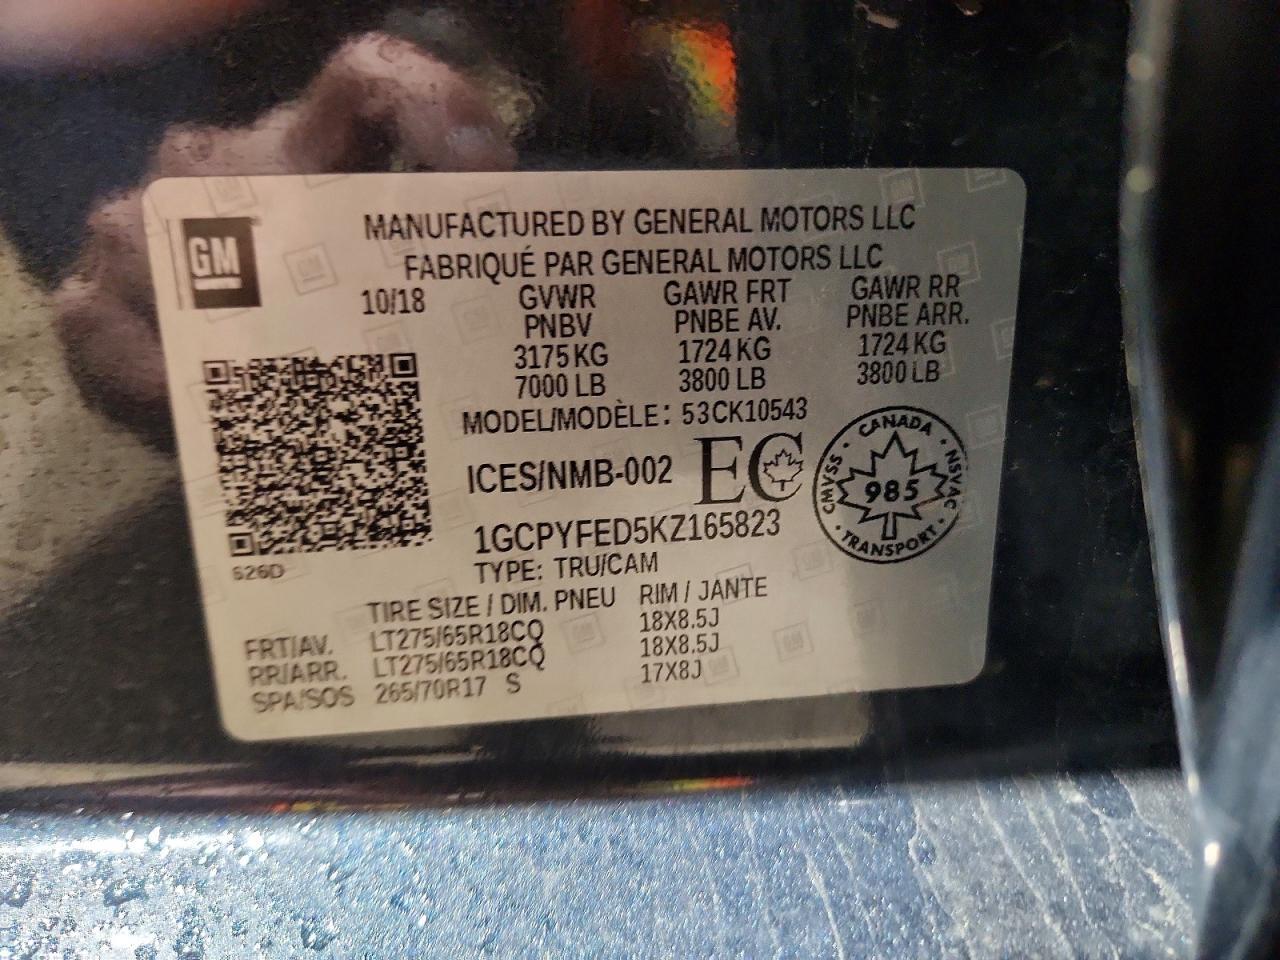 GM
MANUFACTURED BY GENERAL MOTORS LLC
FABRIQUÉ PAR GENERAL MOTORS LLC
10/18 GVWR GAWR FRT GAWR RR
PNBV PNBE AV. PNBE ARR.
3175 KG 1724 KG 1724 KG
7000 LB 3800 LB 3800 LB
MODEL/MODÈLE: 53CK10543
ICES/NMB-002 EC
CANADA
CMVSS 985 NSVAC
TRANSPORT
1GCPYFED5KZ165823
S26D
TYPE: TRU/CAM
TIRE SIZE / DIM. PNEU RIM / JANTE
FRT/AV. LT275/65R18CQ 18X8.5J
RR/ARR. LT275/65R18CQ 18X8.5J
SPA/SOS 265/70R17 S 17X8J